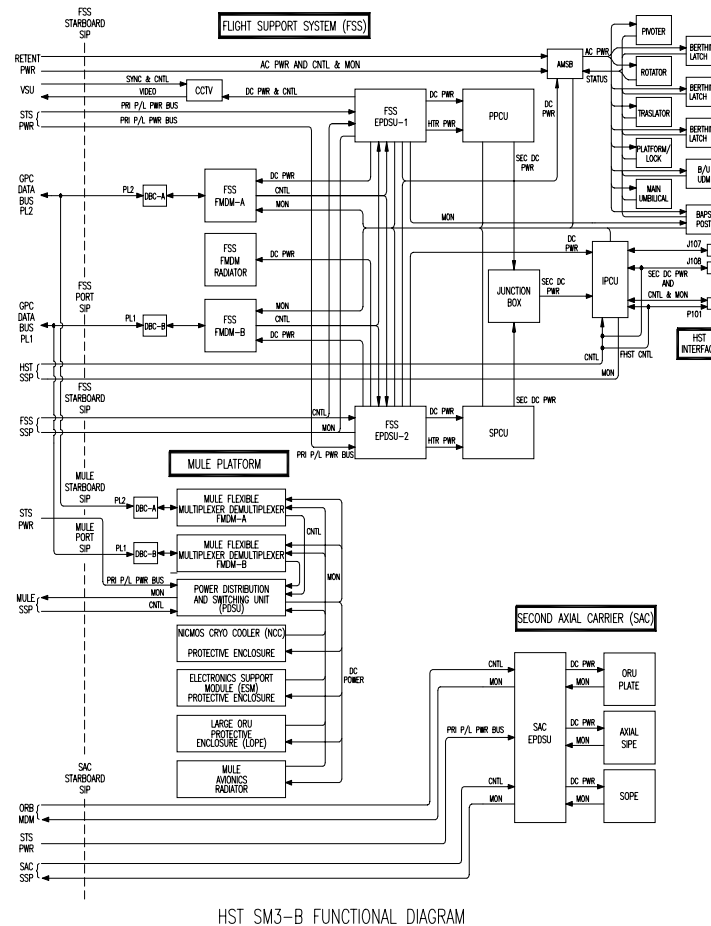 FSS
STARBOARD
SIP
FLIGHT SUPPORT SYSTEM (FSS)
RETENT
PWR
AC PWR AND CNTL & MON
AMSB
AC PWR
STATUS
PIVOTER
BERTHIN
LATCH
ROTATOR
BERTHIN
LATCH
TRASLATOR
BERTHIN
LATCH
PLATFORM/
LOCK
B/U
UDM
MAIN
UMBILICAL
BAPS
POST
VSU
SYNC & CNTL
VIDEO
CCTV
DC PWR & CNTL
STS
PWR
PRI P/L PWR BUS
PRI P/L PWR BUS
FSS
EPDSU-1
DC PWR
HTR PWR
PPCU
DC
PWR
SEC DC
PWR
GPC
DATA
BUS
PL2
PL2
DBC-A
FSS
FMDM-A
DC PWR
CNTL
MON
MON
FSS
FMDM
RADIATOR
DC PWR
DC
PWR
IPCU
J107
J108
SEC DC PWR
AND
CNTL & MON
P101
JUNCTION
BOX
SEC DC
PWR
FSS
PORT
SIP
GPC
DATA
BUS
PL1
PL1
DBC-B
FSS
FMDM-B
MON
CNTL
DC PWR
HST
INTERFAC
FHST CNTL
CNTL
MON
HST
SSP
FSS
STARBOARD
SIP
FSS
SSP
CNTL
MON
PRI P/L PWR BUS
FSS
EPDSU-2
DC PWR
HTR PWR
SPCU
SEC DC PWR
MULE PLATFORM
MULE
STARBOARD
SIP
PL2
DBC-A
MULE FLEXIBLE
MULTIPLEXER DEMULTIPLEXER
FMDM-A
CNTL
STS
PWR
MULE
PORT
SIP
PL1
DBC-B
MULE FLEXIBLE
MULTIPLEXER DEMULTIPLEXER
FMDM-B
MON
PRI P/L PWR BUS
MULE
SSP
MON
CNTL
POWER DISTRIBUTION
AND SWITCHING UNIT
(PDSU)
NICMOS CRYO COOLER (NCC)
PROTECTIVE ENCLOSURE
ELECTRONICS SUPPORT
MODULE (ESM)
PROTECTIVE ENCLOSURE
DC
POWER
LARGE ORU
PROTECTIVE
ENCLOSURE (LOPE)
MULE
AVIONICS
RADIATOR
SECOND AXIAL CARRIER (SAC)
CNTL
MON
PRI P/L PWR BUS
CNTL
MON
SAC
EPDSU
DC PWR
MON
ORU
PLATE
DC PWR
MON
AXIAL
SIPE
DC PWR
MON
SOPE
SAC
STARBOARD
SIP
ORB
MDM
STS
PWR
SAC
SSP
HST SM3-B FUNCTIONAL DIAGRAM